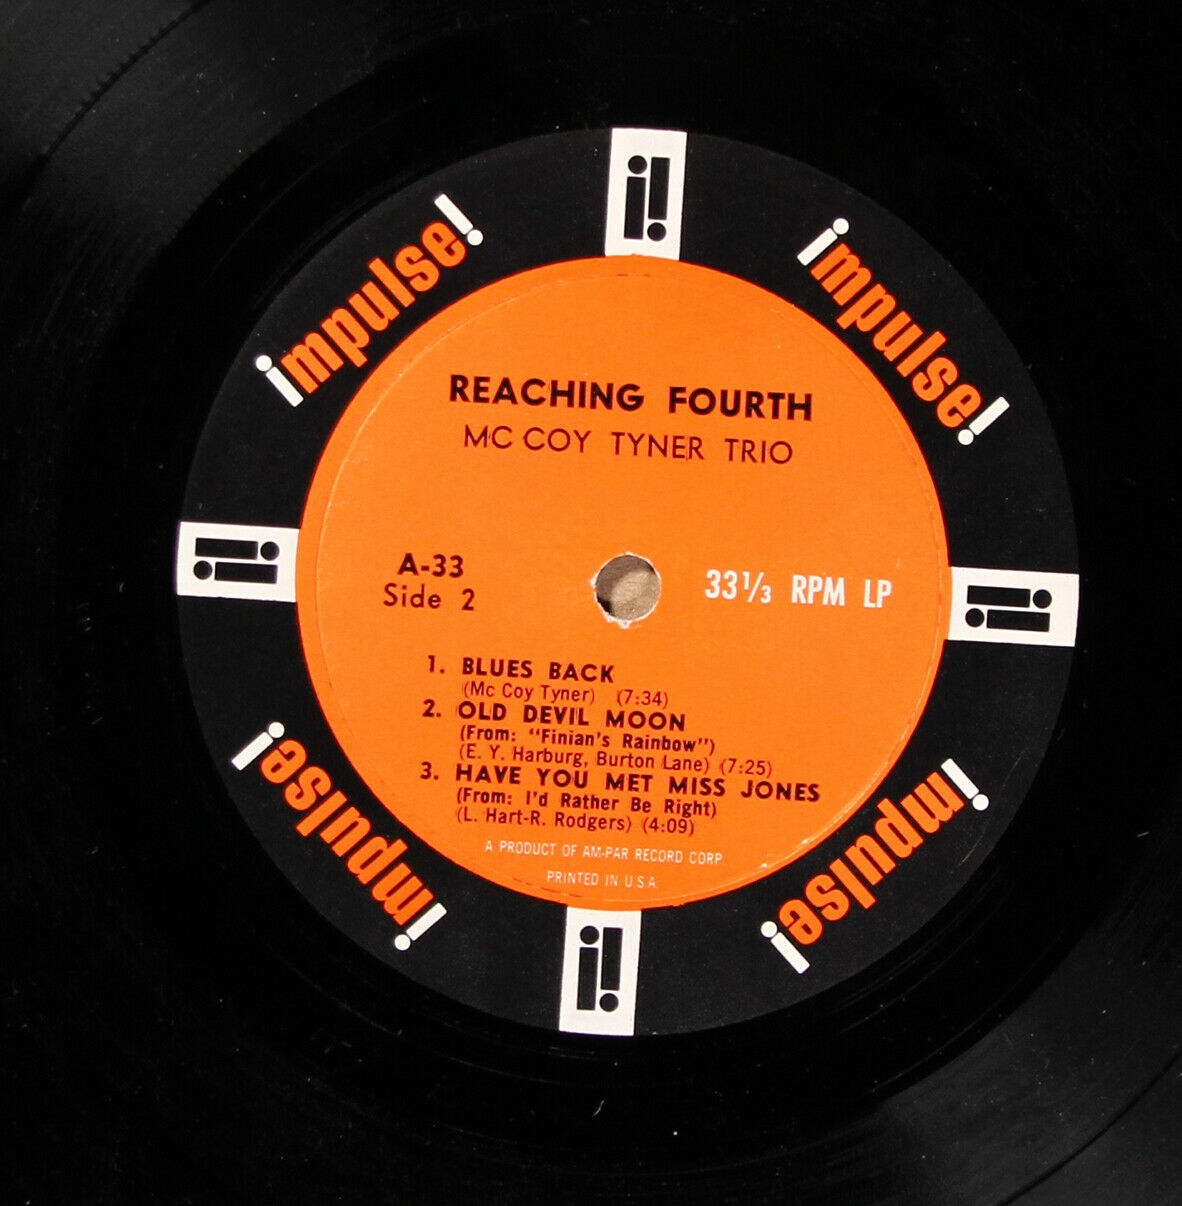 impulse!
impulse!
REACHING FOURTH
MC COY TYNER TRIO
A-33
Side 2
33 1/3 RPM LP
1. BLUES BACK
(Mc Coy Tyner) (7:34)
2. OLD DEVIL MOON
(From: "Finian's Rainbow")
(E. Y. Harburg, Burton Lane) (7:25)
3. HAVE YOU MET MISS JONES
(From: I'd Rather Be Right)
(L. Hart-R. Rodgers) (4:09)
A PRODUCT OF AM-PAR RECORD CORP.
PRINTED IN U.S.A.
impulse!
impulse!